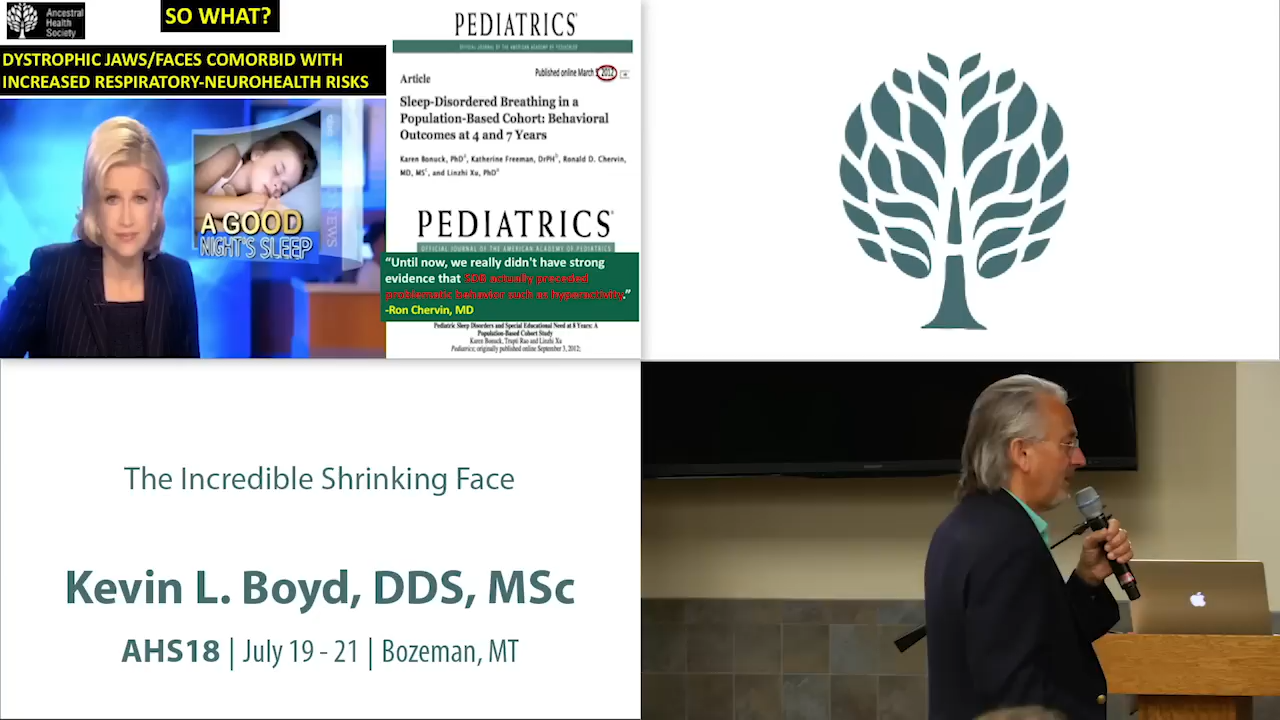 Ancestral
Health
Society
SO WHAT?
DYSTROPHIC JAWS/FACES COMORBID WITH
INCREASED RESPIRATORY-NEUROHEALTH RISKS
A GOOD
NIGHT'S SLEEP
NEWS
PEDIATRICS
OFFICIAL JOURNAL OF THE AMERICAN ACADEMY OF PEDIATRICS
Published online March 2012
Article
Sleep-Disordered Breathing in a
Population-Based Cohort: Behavioral
Outcomes at 4 and 7 Years
Karen Bonuck, PhD, Katherine Freeman, DrPH, Ronald D. Chervin,
MD, MS, and Linzhi Xu, PhD
PEDIATRICS
OFFICIAL JOURNAL OF THE AMERICAN ACADEMY OF PEDIATRICS
“Until now, we really didn't have strong
evidence that SDB actually preceded
problematic behavior such as hyperactivity.”
-Ron Chervin, MD
Pediatric Sleep Disorders and Special Educational Need at 8 Years: A
Population-Based Cohort Study
Karen Bonuck, Trupti Rao and Linzhi Xu
Pediatrics; originally published online September 3, 2012;
The Incredible Shrinking Face
Kevin L. Boyd, DDS, MSc
AHS18 | July 19 - 21 | Bozeman, MT